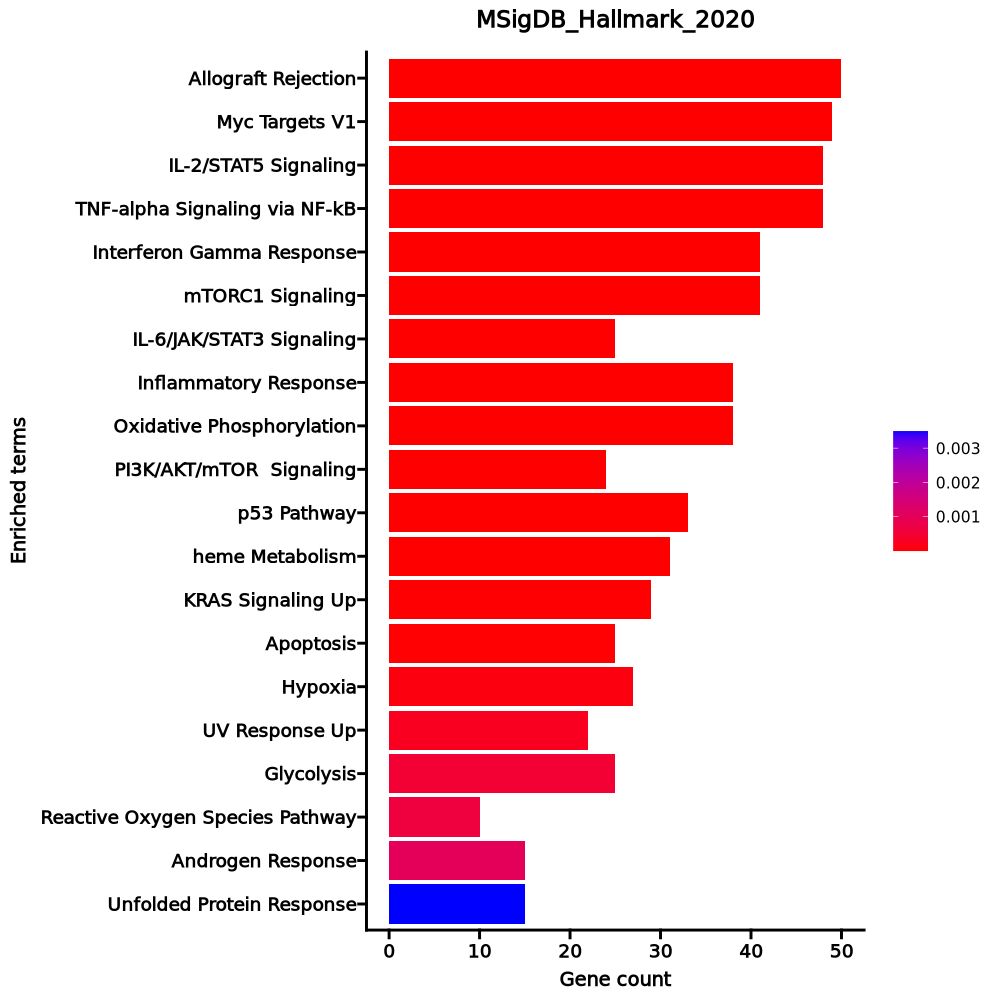 MSigDB_Hallmark_2020
Allograft Rejection
Myc Targets V1
IL-2/STAT5 Signaling
TNF-alpha Signaling via NF-kB
Interferon Gamma Response
mTORC1 Signaling
IL-6/JAK/STAT3 Signaling
Inflammatory Response
Oxidative Phosphorylation
PI3K/AKT/mTOR  Signaling
p53 Pathway
heme Metabolism
KRAS Signaling Up
Apoptosis
Hypoxia
UV Response Up
Glycolysis
Reactive Oxygen Species Pathway
Androgen Response
Unfolded Protein Response
Enriched terms
0 10 20 30 40 50
Gene count
0.003
0.002
0.001